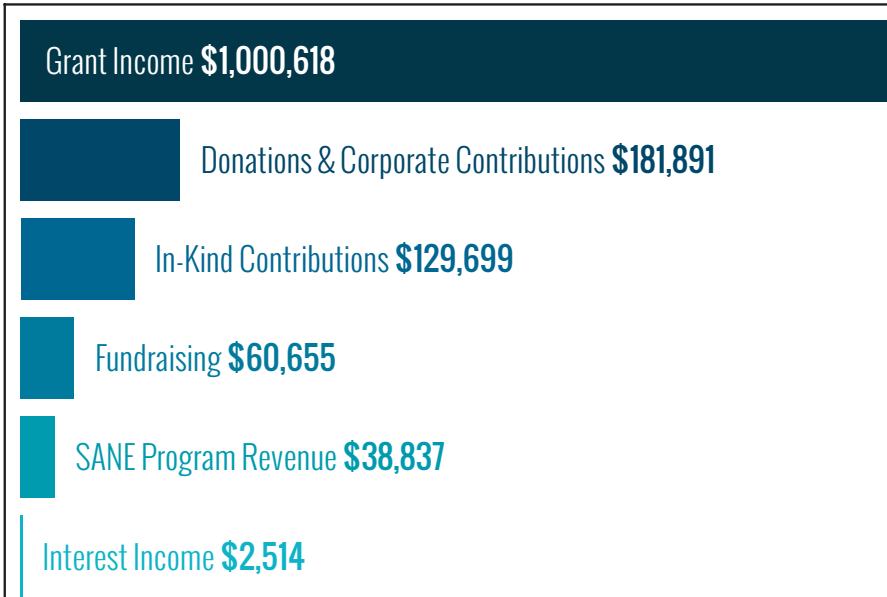 Grant Income $1,000,618
Donations & Corporate Contributions $181,891
In-Kind Contributions $129,699
Fundraising $60,655
SANE Program Revenue $38,837
Interest Income $2,514